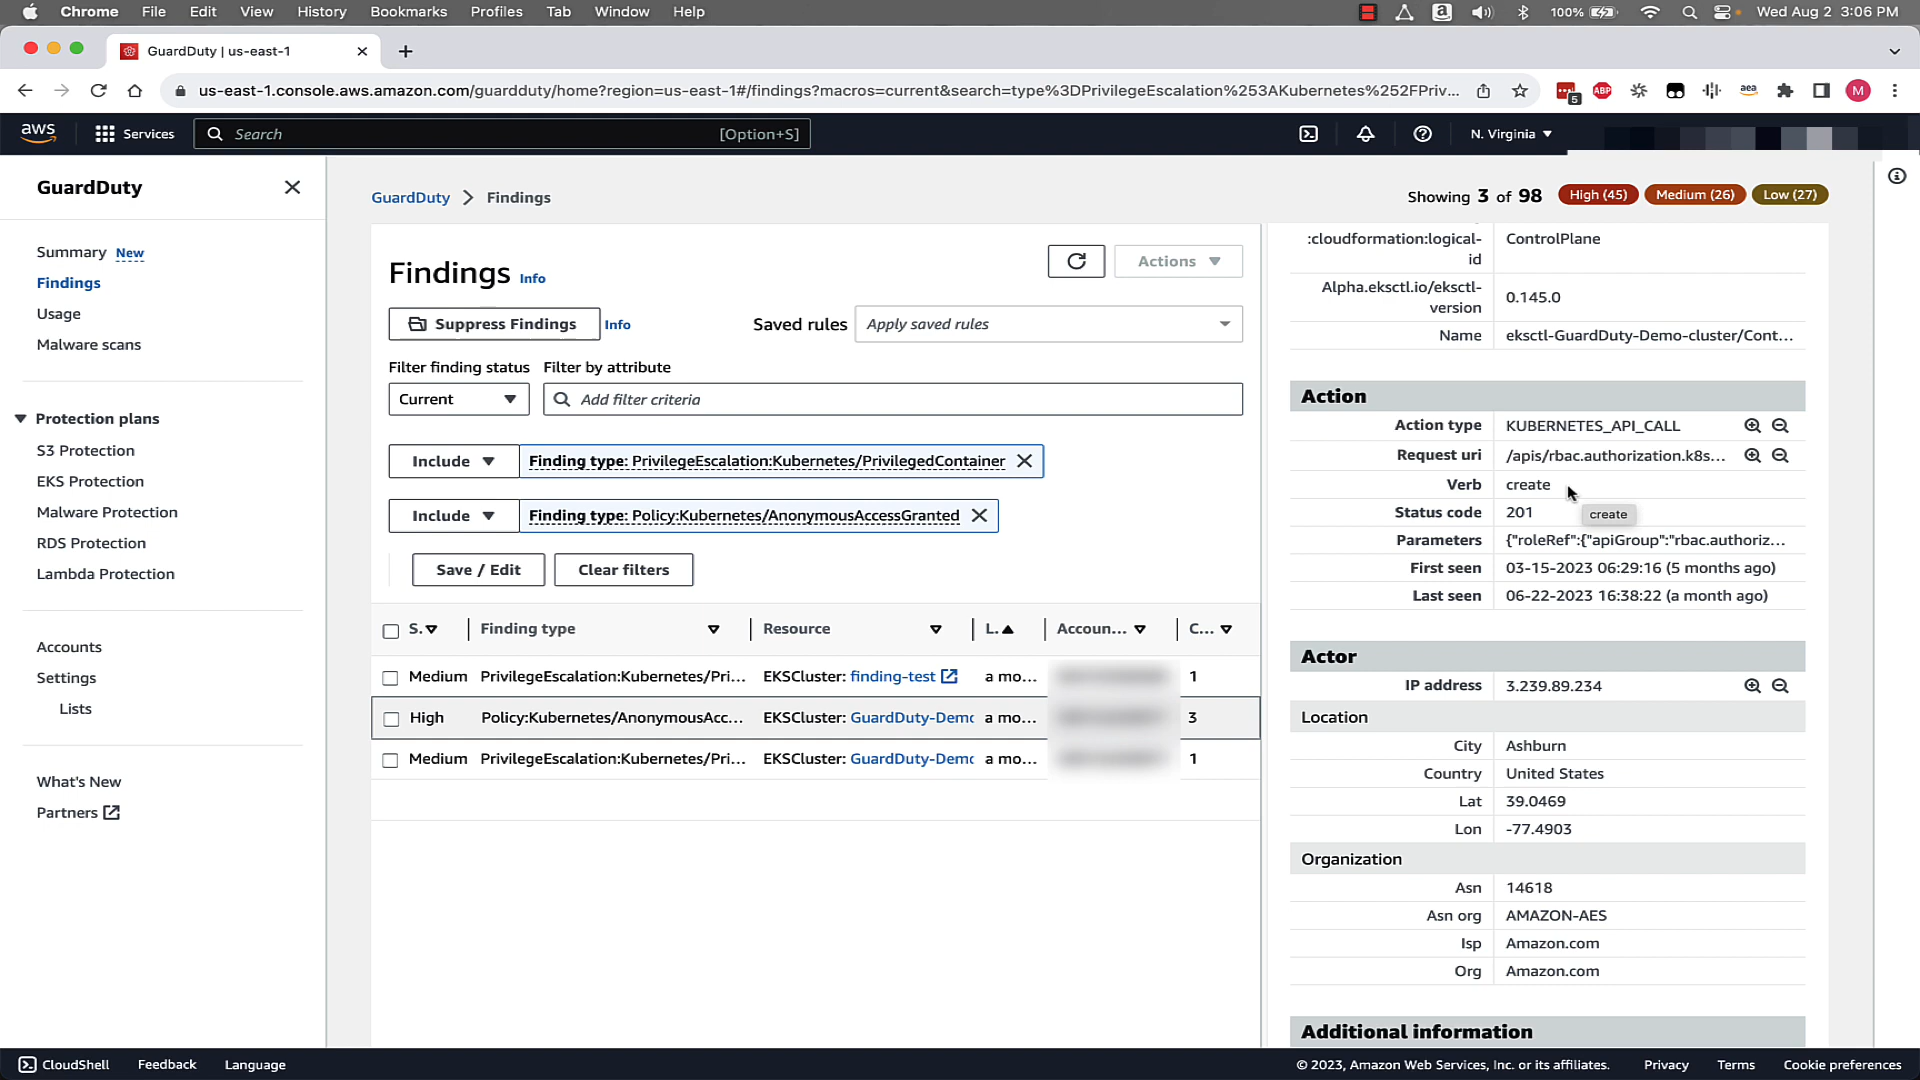 Chrome File Edit View History Bookmarks Profiles Tab Window Help 100% Wed Aug 2 3:06 PM
GuardDuty | us-east-1
us-east-1.console.aws.amazon.com/guardduty/home?region=us-east-1#/findings?macros=current&search=type%3DPrivilegeEscalation%253AKubernetes%252FPriv... 5 ABP aea M
aws Services Search [Option+S] N. Virginia
GuardDuty
Summary New
Findings
Usage
Malware scans
Protection plans
S3 Protection
EKS Protection
Malware Protection
RDS Protection
Lambda Protection
Accounts
Settings
Lists
What's New
Partners
GuardDuty > Findings
Showing 3 of 98 High (45) Medium (26) Low (27)
Findings Info
Actions
Suppress Findings Info
Saved rules Apply saved rules
Filter finding status Filter by attribute
Current Add filter criteria
Include Finding type: PrivilegeEscalation:Kubernetes/PrivilegedContainer
Include Finding type: Policy:Kubernetes/AnonymousAccessGranted
Save / Edit Clear filters
S. Finding type Resource L. Accoun... C...
Medium PrivilegeEscalation:Kubernetes/Pri... EKSCluster: finding-test a mo... 1
High Policy:Kubernetes/AnonymousAcc... EKSCluster: GuardDuty-Demo a mo... 3
Medium PrivilegeEscalation:Kubernetes/Pri... EKSCluster: GuardDuty-Demo a mo... 1
:cloudformation:logical-
id
ControlPlane
Alpha.eksctl.io/eksctl-
version
0.145.0
Name eksctl-GuardDuty-Demo-cluster/Cont...
Action
Action type KUBERNETES_API_CALL
Request uri /apis/rbac.authorization.k8s...
Verb create
Status code 201
create
Parameters {"roleRef":{"apiGroup":"rbac.authoriz...
First seen 03-15-2023 06:29:16 (5 months ago)
Last seen 06-22-2023 16:38:22 (a month ago)
Actor
IP address 3.239.89.234
Location
City Ashburn
Country United States
Lat 39.0469
Lon -77.4903
Organization
Asn 14618
Asn org AMAZON-AES
Isp Amazon.com
Org Amazon.com
Additional information
CloudShell Feedback Language © 2023, Amazon Web Services, Inc. or its affiliates. Privacy Terms Cookie preferences